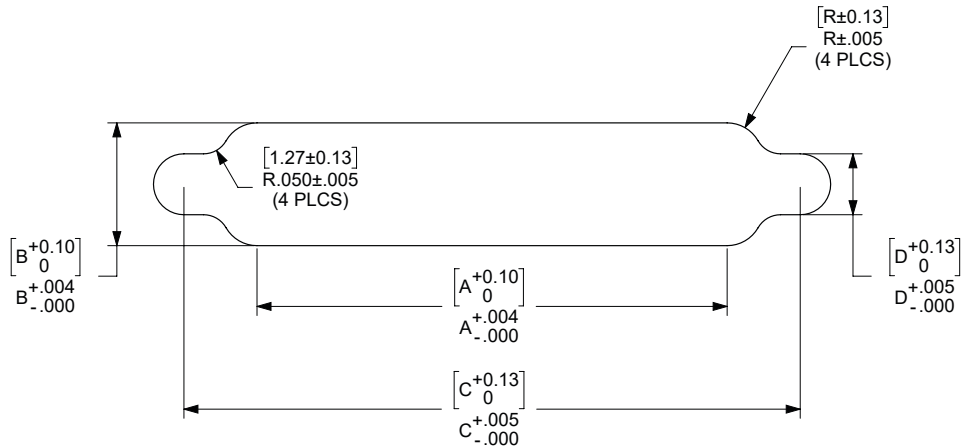 [R±0.13]
R±.005
(4 PLCS)
[1.27±0.13]
R.050±.005
(4 PLCS)
[B+0.10
0]
B+.004
-.000
[A+0.10
0]
A+.004
-.000
[D+0.13
0]
D+.005
-.000
[C+0.13
0]
C+.005
-.000